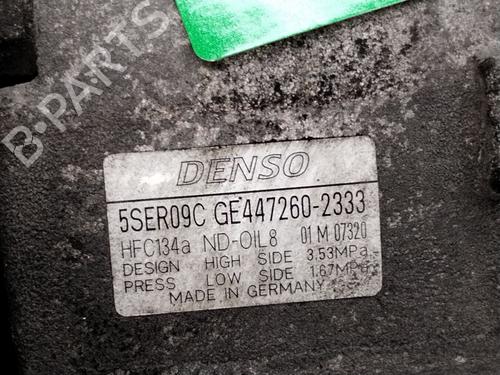 B-PARTS
DENSO
5SER09C GE447260-2333
HFC134a ND-OIL8 01 M 07320
DESIGN HIGH SIDE 3.53MPa
PRESS LOW SIDE 1.67MPa
MADE IN GERMANY